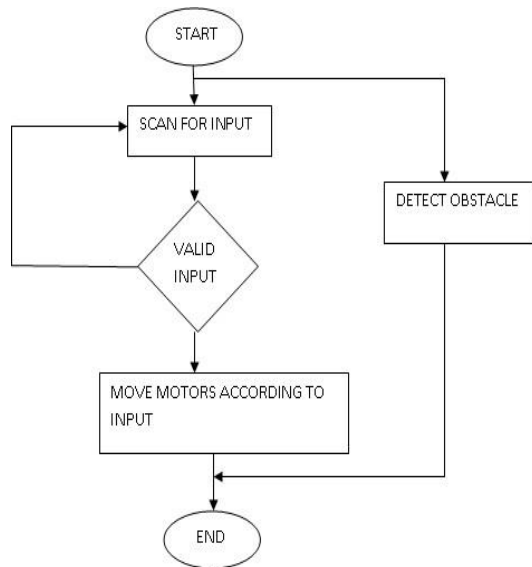 START
SCAN FOR INPUT
DETECT OBSTACLE
VALID
INPUT
MOVE MOTORS ACCORDING TO
INPUT
END